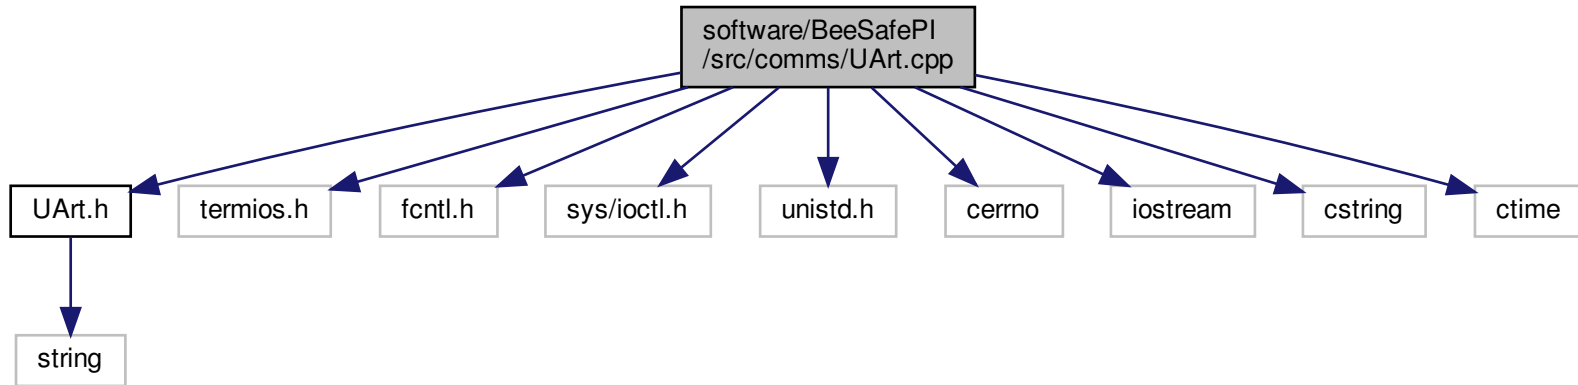 software/BeeSafePI
/src/comms/UArt.cpp
UArt.h
termios.h
fcntl.h
sys/ioctl.h
unistd.h
cerrno
iostream
cstring
ctime
string